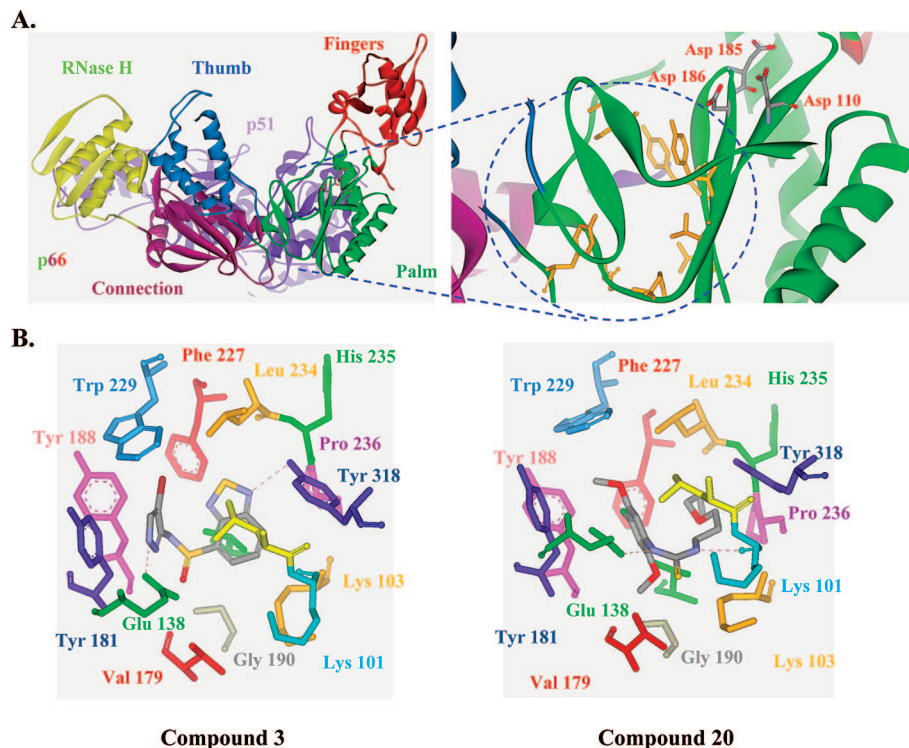 A.
Fingers
RNase H
Thumb
p51
p66
Connection
Palm
Asp 185
Asp 186
Asp 110
B.
His 235
Phe 227
Leu 234
Trp 229
Tyr 188
Pro 236
Tyr 318
Lys 103
Glu 138
Tyr 181
Gly 190
Lys 101
Val 179
Phe 227
Leu 234
His 235
Trp 229
Tyr 188
Tyr 318
Pro 236
Lys 101
Glu 138
Tyr 181
Gly 190
Lys 103
Val 179
Compound 3
Compound 20